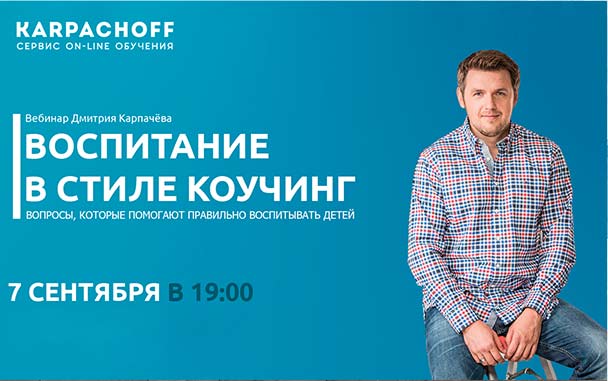 KARPACHOFF
СЕРВИС ON-LINE ОБУЧЕНИЯ
Вебинар Дмитрия Карпачёва
ВОСПИТАНИЕ
В СТИЛЕ КОУЧИНГ
ВОПРОСЫ, КОТОРЫЕ ПОМОГАЮТ ПРАВИЛЬНО ВОСПИТЫВАТЬ ДЕТЕЙ
7 СЕНТЯБРЯ В 19:00